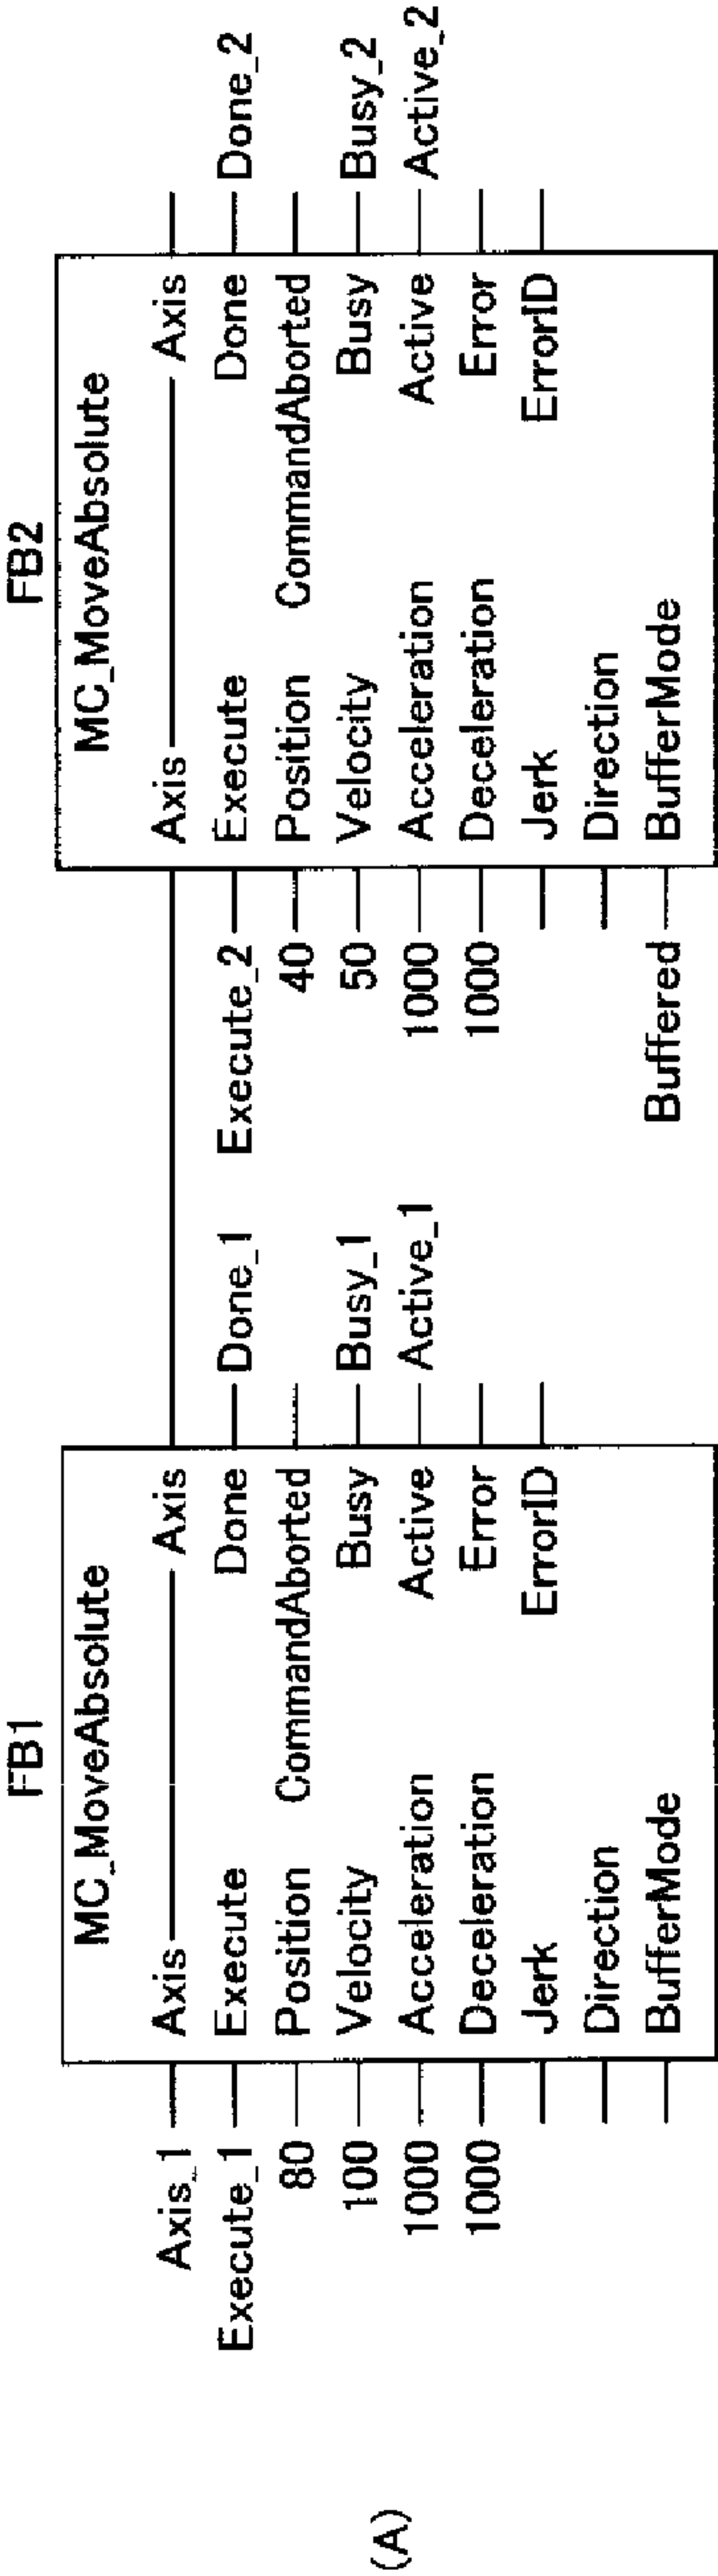 (A)
FB1
MC_MoveAbsolute
Axis_1 Axis Axis
Execute_1 Execute Done Done_1
80 Position CommandAborted
100 Velocity Busy Busy_1
1000 Acceleration Active Active_1
1000 Deceleration Error
Jerk ErrorID
Direction
BufferMode
FB2
MC_MoveAbsolute
Axis Axis
Execute_2 Execute Done Done_2
40 Position CommandAborted
50 Velocity Busy Busy_2
1000 Acceleration Active Active_2
1000 Deceleration Error
Jerk ErrorID
Direction
Buffered BufferMode